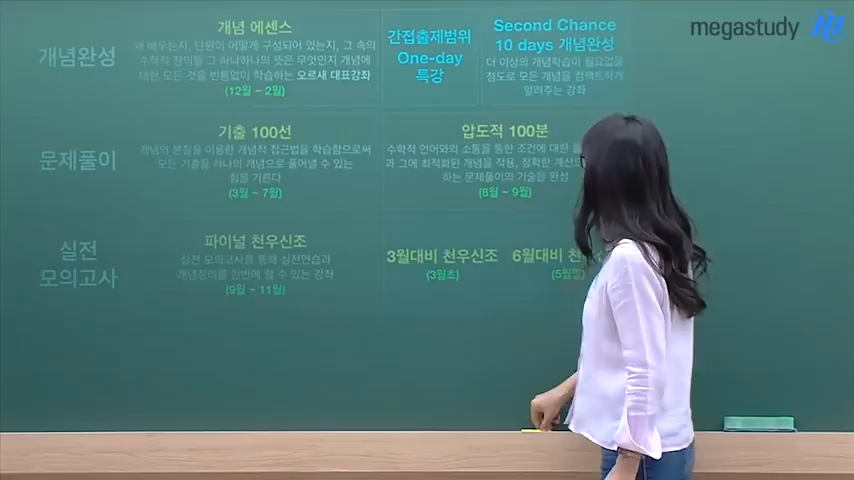 megastudy
개념완성
개념 에센스
왜 배우는지, 단원이 어떻게 구성되어 있는지, 그 속의
수학적 정의들 그 하나하나의 뜻은 무엇인지 개념에
대한 모든 것을 빈틈없이 학습하는 오르새 대표강좌
(12월 ~ 2월)
간접출제범위
One-day
특강
Second Chance
10 days 개념완성
더 이상의 개념학습이 필요없을
정도로 모든 개념을 컴팩트하게
알려주는 강좌
문제풀이
기출 100선
개념의 본질을 이용한 개념적 접근법을 학습함으로써
모든 기출을 하나의 개념으로 풀어낼 수 있는
힘을 기른다
(3월 ~ 7월)
압도적 100분
수학적 언어와의 소통을 통한 조건에 대한
과 그에 최적화된 개념을 적용, 정확한
하는 문제풀이의 기술을 완성
(8월 ~ 9월)
실전
모의고사
파이널 천우신조
실전 모의고사를 통해 실전연습과
개념정리를 한번에 할 수 있는 강좌
(9월 ~ 11월)
3월대비 천우신조
(3월초)
6월대비